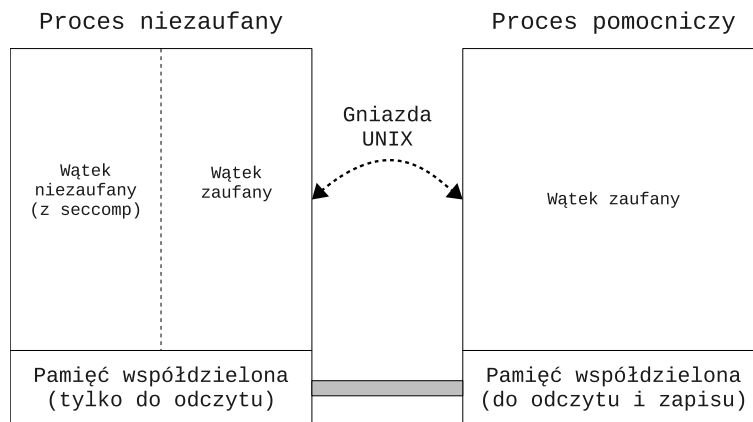 Proces niezaufany
Proces pomocniczy
Gniazda
UNIX
Wątek
niezaufany
(z seccomp)
Wątek
zaufany
Wątek zaufany
Pamięć współdzielona
(tylko do odczytu)
Pamięć współdzielona
(do odczytu i zapisu)